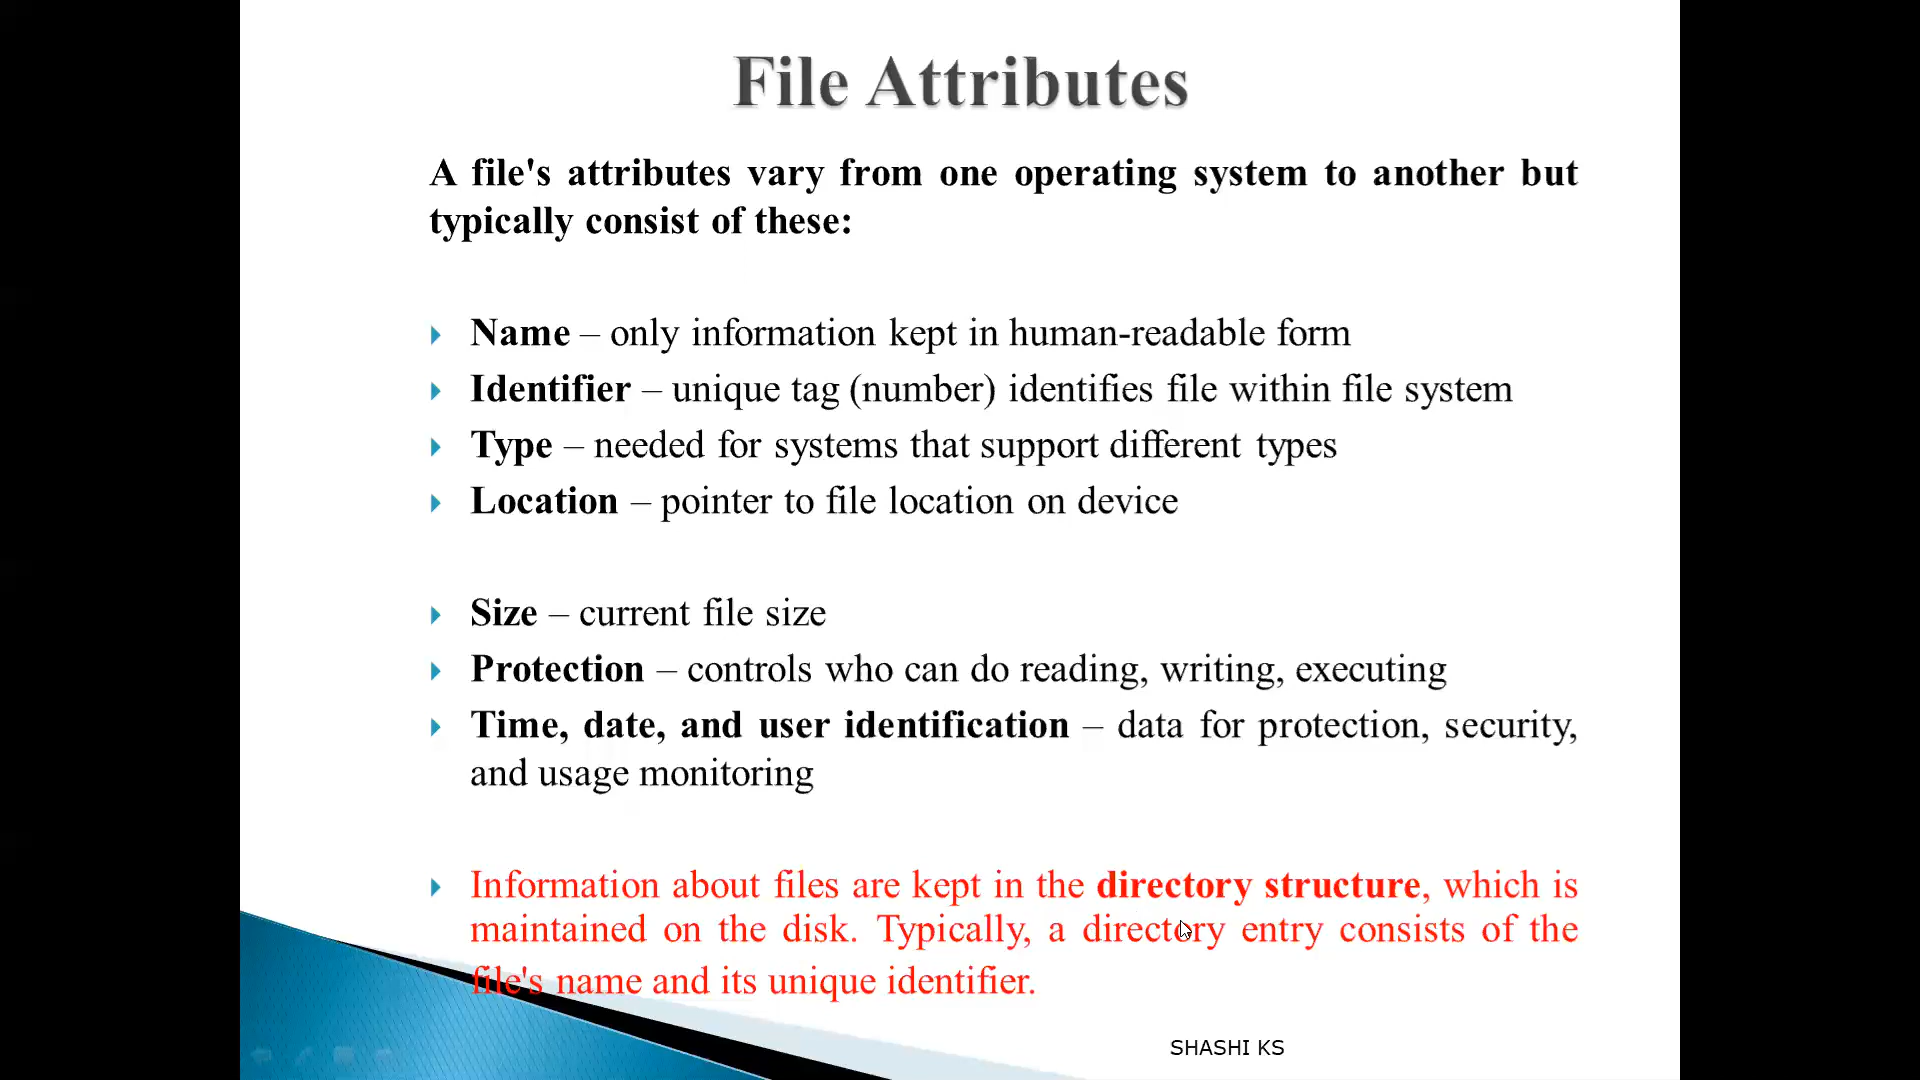 File Attributes
A file's attributes vary from one operating system to another but
typically consist of these:
Name – only information kept in human-readable form
Identifier – unique tag (number) identifies file within file system
Type – needed for systems that support different types
Location – pointer to file location on device
Size – current file size
Protection – controls who can do reading, writing, executing
Time, date, and user identification – data for protection, security,
and usage monitoring
Information about files are kept in the directory structure, which is
maintained on the disk. Typically, a directory entry consists of the
file's name and its unique identifier.
SHASHI KS